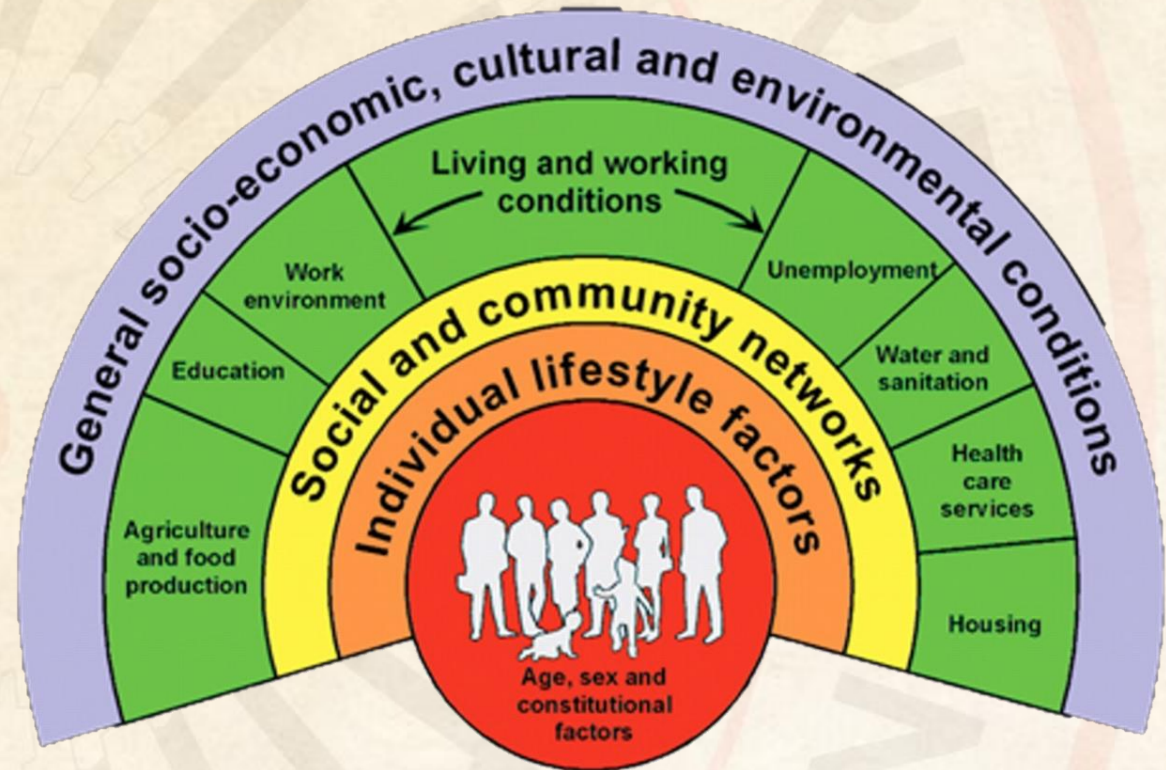 General socio-economic, cultural and environmental conditions
Living and working
conditions
Work
environment
Education
Agriculture
and food
production
Unemployment
Water and
sanitation
Health
care
services
Housing
Social and community networks
Individual lifestyle factors
Age, sex and
constitutional
factors